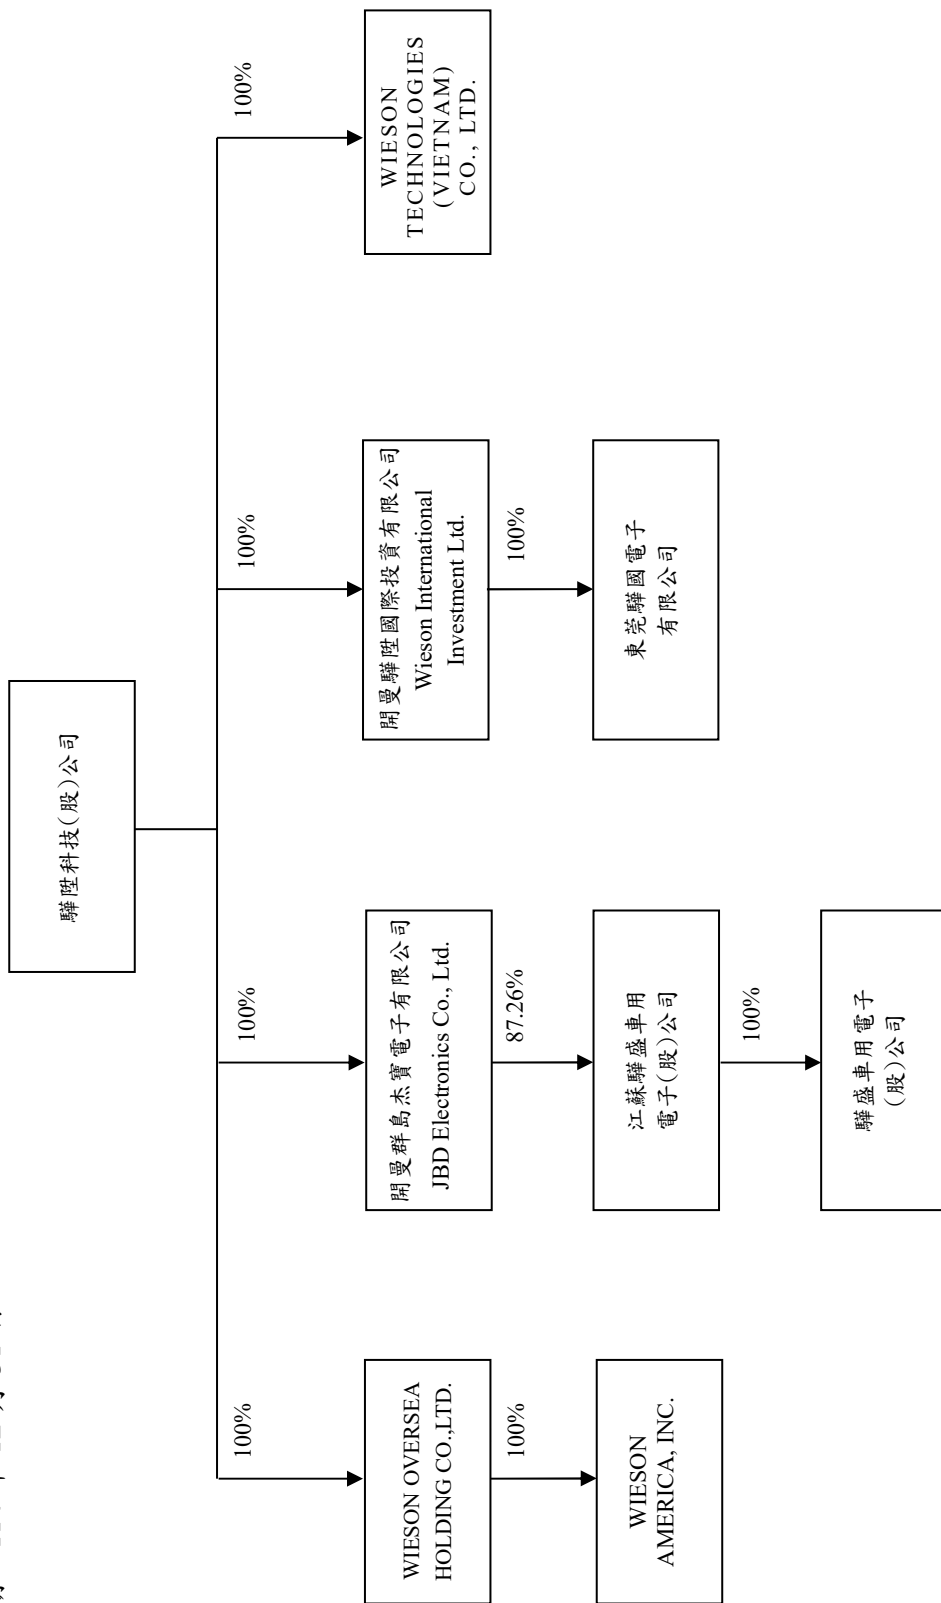 驊陞科技(股)公司
100%
100%
100%
100%
WIESON OVERSEA
HOLDING CO.,LTD.
開曼群島杰寶電子有限公司
JBD Electronics Co., Ltd.
開曼驊陞國際投資有限公司
Wieson International
Investment Ltd.
WIESON
TECHNOLOGIES
(VIETNAM)
CO., LTD.
100%
87.26%
100%
WIESON
AMERICA, INC.
江蘇驊盛車用
電子(股)公司
東莞驊國電子
有限公司
100%
驊盛車用電子
(股)公司